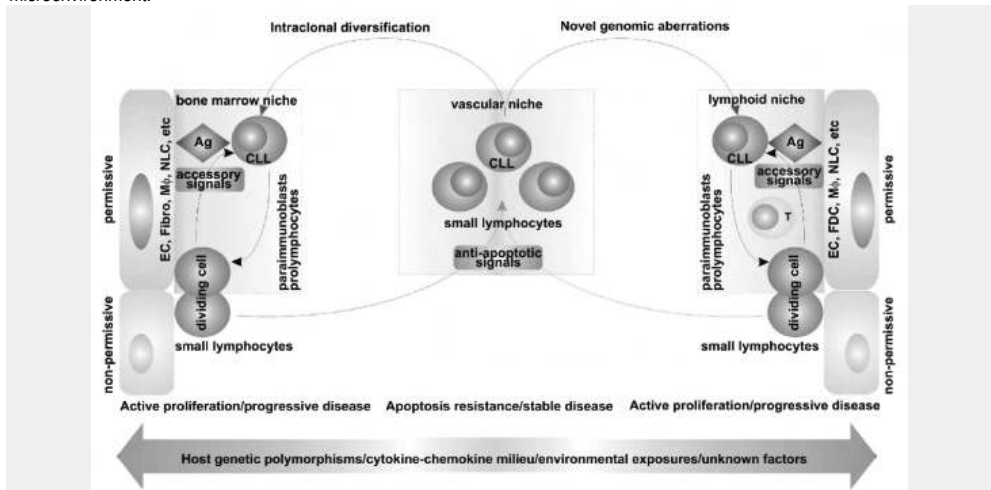 microenvironment.
Intraclonal diversification
Novel genomic aberrations
bone marrow niche
vascular niche
lymphoid niche
permissive
EC, Fibro, Mϕ, NLC, etc
Ag
CLL
accessory
signals
paraimmunoblasts
prolymphocytes
dividing cell
small lymphocytes
non-permissive
CLL
small lymphocytes
anti-apoptotic
signals
CLL
Ag
accessory
signals
T
paraimmunoblasts
prolymphocytes
dividing cell
small lymphocytes
EC, FDC, Mϕ, NLC, etc
permissive
non-permissive
Active proliferation/progressive disease
Apoptosis resistance/stable disease
Active proliferation/progressive disease
Host genetic polymorphisms/cytokine-chemokine milieu/environmental exposures/unknown factors